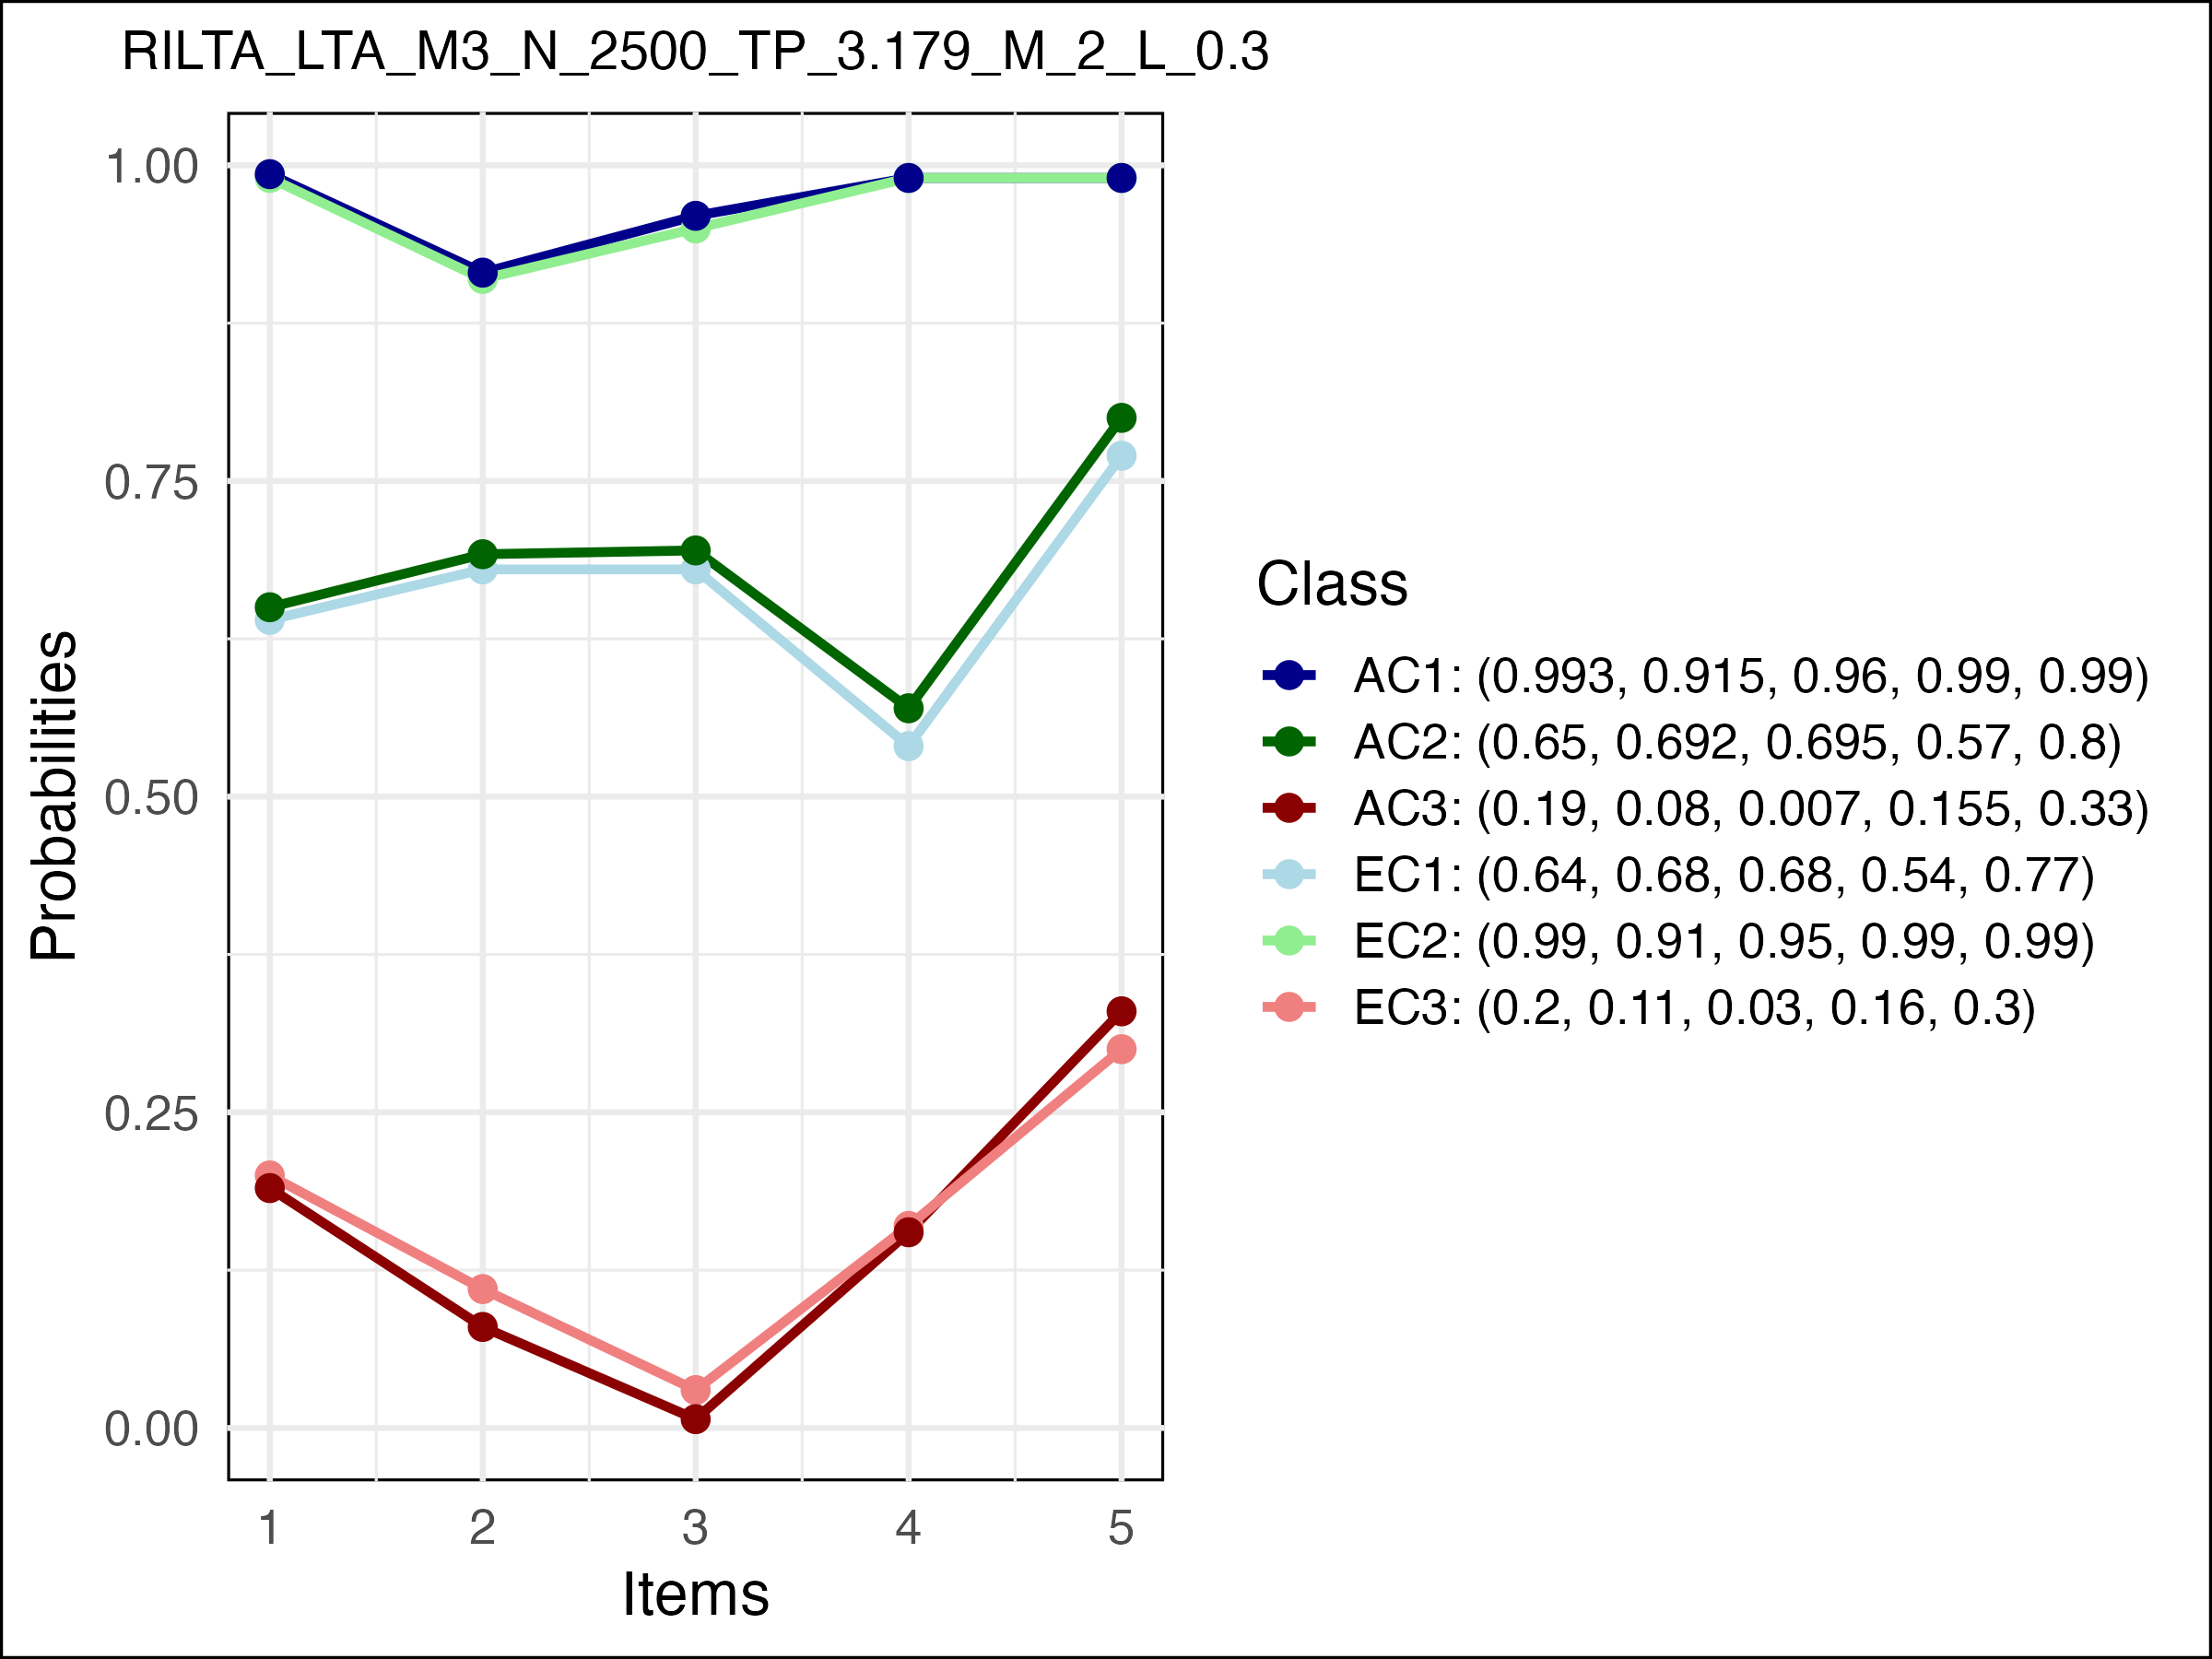 RILTA_LTA_M3_N_2500_TP_3.179_M_2_L_0.3
1.00
0.75
0.50
0.25
0.00
Probabilities
1 2 3 4 5
Items
Class
AC1: (0.993, 0.915, 0.96, 0.99, 0.99)
AC2: (0.65, 0.692, 0.695, 0.57, 0.8)
AC3: (0.19, 0.08, 0.007, 0.155, 0.33)
EC1: (0.64, 0.68, 0.68, 0.54, 0.77)
EC2: (0.99, 0.91, 0.95, 0.99, 0.99)
EC3: (0.2, 0.11, 0.03, 0.16, 0.3)